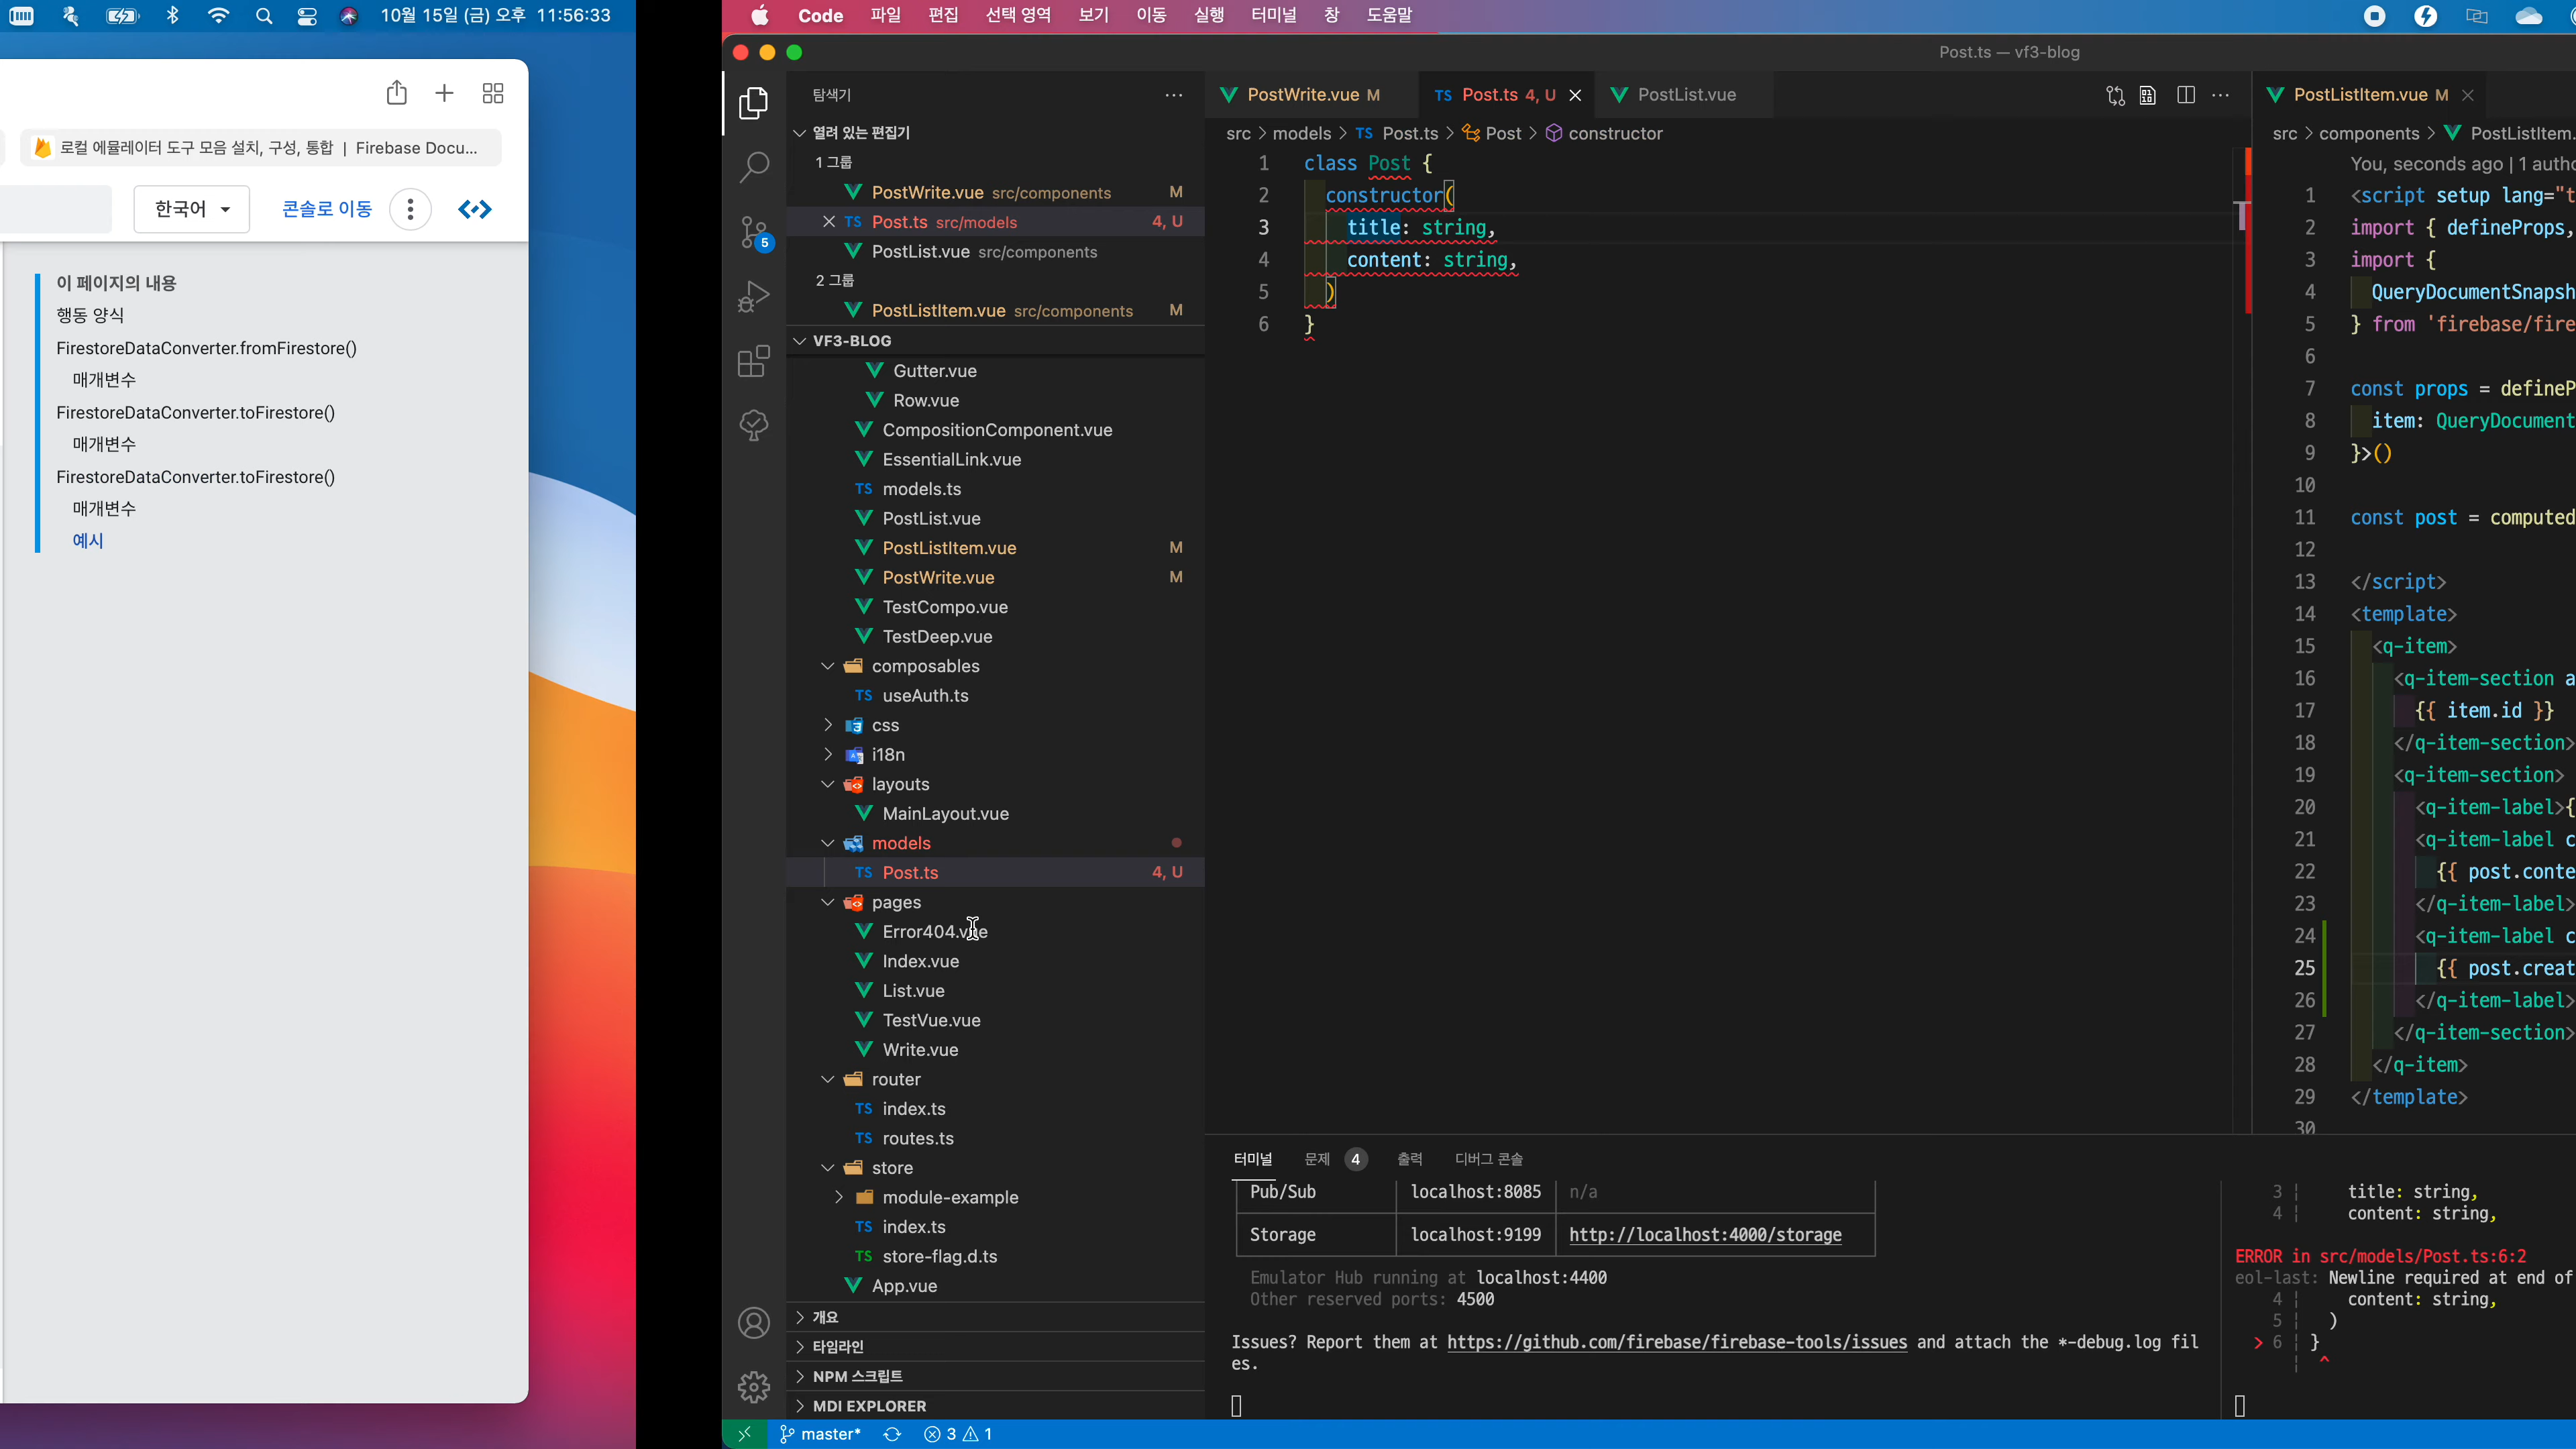 10월 15일 (금) 오후 11:56:33
로컬 에뮬레이터 도구 모음 설치, 구성, 통합 | Firebase Docu...
한국어
콘솔로 이동
이 페이지의 내용
행동 양식
FirestoreDataConverter.fromFirestore()
매개변수
FirestoreDataConverter.toFirestore()
매개변수
FirestoreDataConverter.toFirestore()
매개변수
예시
Code 파일 편집 선택 영역 보기 이동 실행 터미널 창 도움말
Post.ts — vf3-blog
탐색기
열려 있는 편집기
1 그룹
PostWrite.vue src/components M
TS Post.ts src/models 4, U
PostList.vue src/components
2 그룹
PostListItem.vue src/components M
VF3-BLOG
Gutter.vue
Row.vue
CompositionComponent.vue
EssentialLink.vue
TS models.ts
PostList.vue
PostListItem.vue M
PostWrite.vue M
TestCompo.vue
TestDeep.vue
composables
TS useAuth.ts
css
i18n
layouts
MainLayout.vue
models
TS Post.ts 4, U
pages
Error404.vue
Index.vue
List.vue
TestVue.vue
Write.vue
router
TS index.ts
TS routes.ts
store
module-example
TS index.ts
TS store-flag.d.ts
App.vue
개요
타임라인
NPM 스크립트
MDI EXPLORER
5
master* 3 1
PostWrite.vue M TS Post.ts 4, U PostList.vue
src > models > TS Post.ts > Post > constructor
1 class Post {
2 constructor(
3 title: string,
4 content: string,
5 )
6 }
PostListItem.vue M
src > components > PostListItem.
You, seconds ago | 1 autho
1 <script setup lang="t
2 import { defineProps,
3 import {
4 QueryDocumentSnapsh
5 } from 'firebase/fire
6
7 const props = defineP
8 item: QueryDocument
9 }>()
10
11 const post = computed
12
13 </script>
14 <template>
15 <q-item>
16 <q-item-section a
17 {{ item.id }}
18 </q-item-section>
19 <q-item-section>
20 <q-item-label>{
21 <q-item-label c
22 {{ post.conte
23 </q-item-label>
24 <q-item-label c
25 {{ post.creat
26 </q-item-label>
27 </q-item-section>
28 </q-item>
29 </template>
30
터미널 문제 4 출력 디버그 콘솔
Pub/Sub localhost:8085 n/a
Storage localhost:9199 http://localhost:4000/storage
Emulator Hub running at localhost:4400
Other reserved ports: 4500
Issues? Report them at https://github.com/firebase/firebase-tools/issues and attach the *-debug.log fil
es.
3 title: string,
4 content: string,
ERROR in src/models/Post.ts:6:2
eol-last: Newline required at end of
4 content: string,
5 )
> 6 }
^